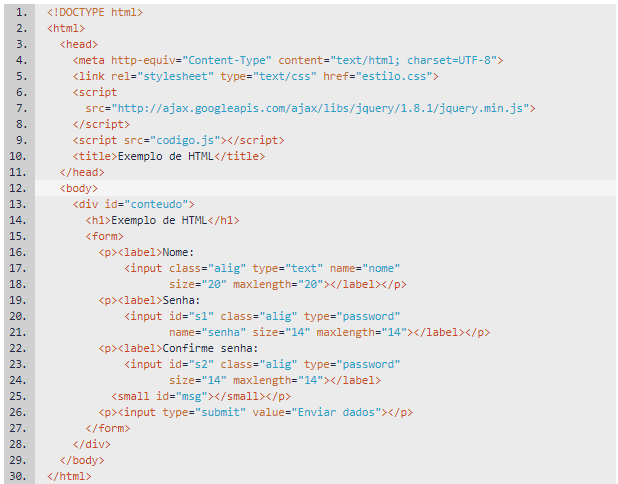 1. <!DOCTYPE html>
2. <html>
3.   <head>
4.     <meta http-equiv="Content-Type" content="text/html; charset=UTF-8">
5.     <link rel="stylesheet" type="text/css" href="estilo.css">
6.     <script
7.       src="http://ajax.googleapis.com/ajax/libs/jquery/1.8.1/jquery.min.js">
8.     </script>
9.     <script src="codigo.js"></script>
10.     <title>Exemplo de HTML</title>
11.   </head>
12.   <body>
13.     <div id="conteudo">
14.       <h1>Exemplo de HTML</h1>
15.       <form>
16.         <p><label>Nome:
17.             <input class="alig" type="text" name="nome"
18.                    size="20" maxlength="20"></label></p>
19.         <p><label>Senha:
20.             <input id="s1" class="alig" type="password"
21.                    name="senha" size="14" maxlength="14"></label></p>
22.         <p><label>Confirme senha:
23.             <input id="s2" class="alig" type="password"
24.                    size="14" maxlength="14"></label>
25.           <small id="msg"></small></p>
26.         <p><input type="submit" value="Enviar dados"></p>
27.       </form>
28.     </div>
29.   </body>
30. </html>